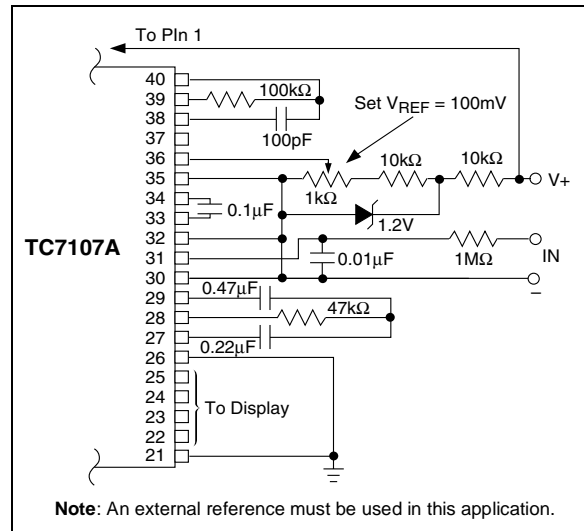 To PIn 1
40
39
38
37
36
35
34
33
32
31
30
29
28
27
26
25
24
23
22
21
100kΩ
100pF
Set VREF = 100mV
10kΩ
10kΩ
V+
1kΩ
0.1µF
1.2V
TC7107A
0.01µF
1MΩ
IN
–
0.47µF
47kΩ
0.22µF
To Display
Note: An external reference must be used in this application.